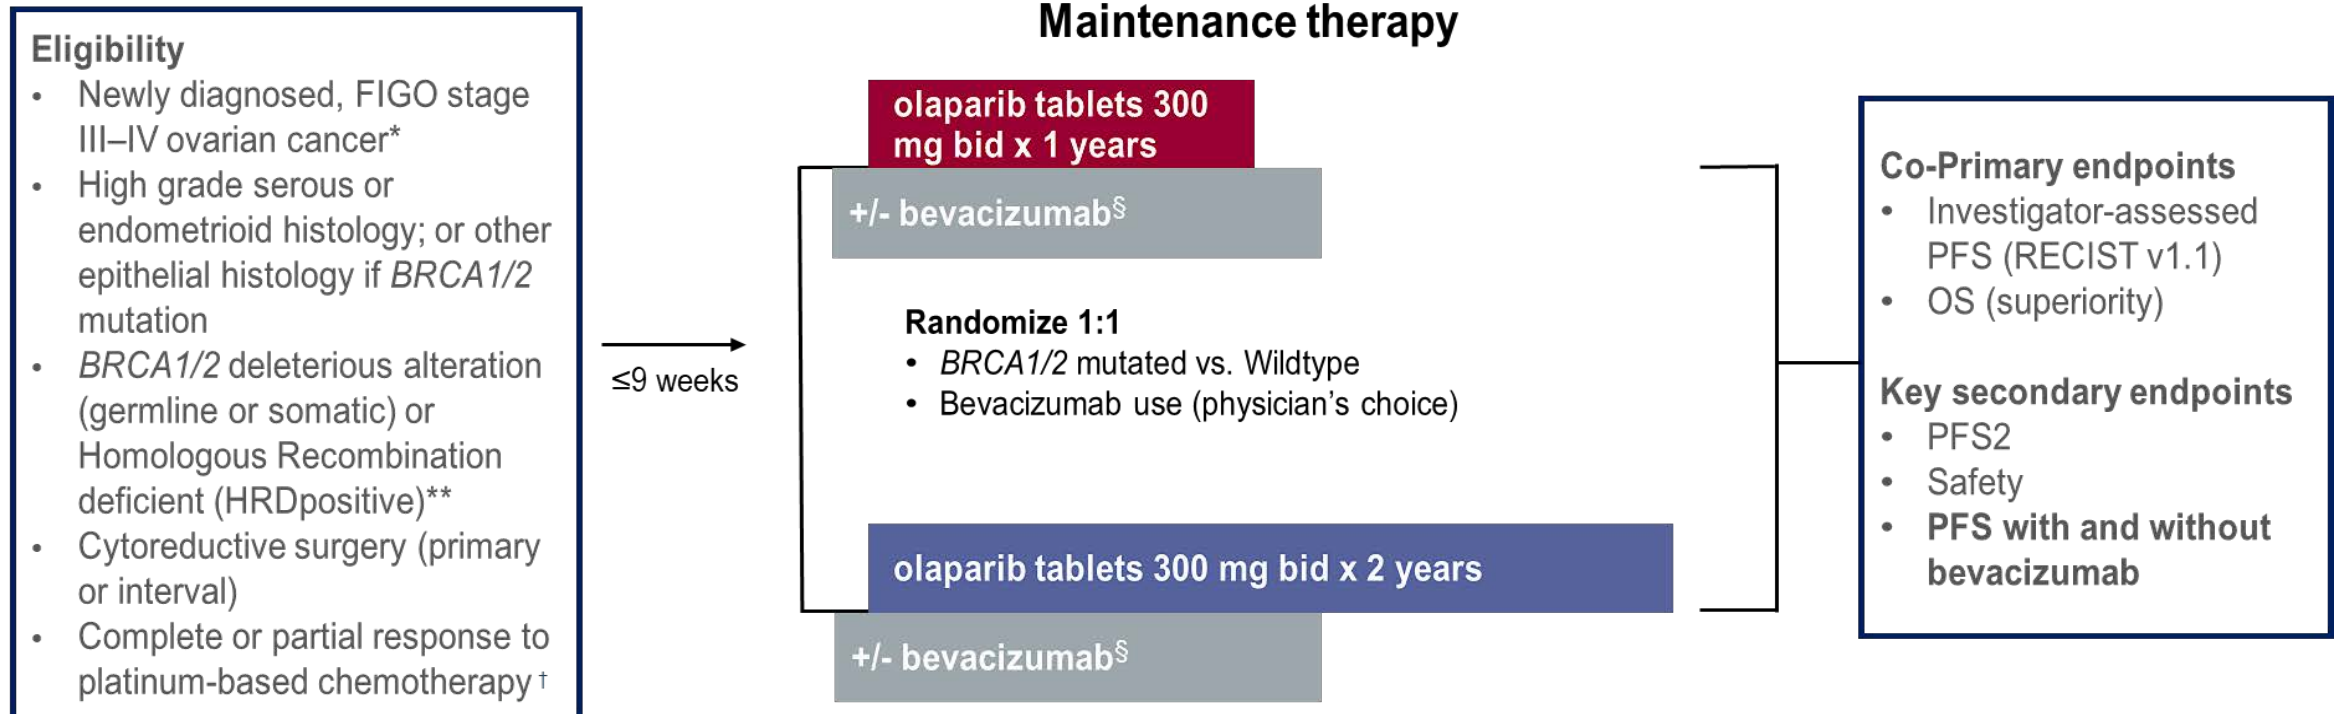 Maintenance therapy
Eligibility
• Newly diagnosed, FIGO stage
III–IV ovarian cancer*
• High grade serous or
endometrioid histology; or other
epithelial histology if BRCA1/2
mutation
• BRCA1/2 deleterious alteration
(germline or somatic) or
Homologous Recombination
deficient (HRDpositive)**
• Cytoreductive surgery (primary
or interval)
• Complete or partial response to
platinum-based chemotherapy †
≤9 weeks
olaparib tablets 300
mg bid x 1 years
+/- bevacizumab§
Randomize 1:1
• BRCA1/2 mutated vs. Wildtype
• Bevacizumab use (physician’s choice)
olaparib tablets 300 mg bid x 2 years
+/- bevacizumab§
Co-Primary endpoints
• Investigator-assessed
PFS (RECIST v1.1)
• OS (superiority)
Key secondary endpoints
• PFS2
• Safety
• PFS with and without
bevacizumab